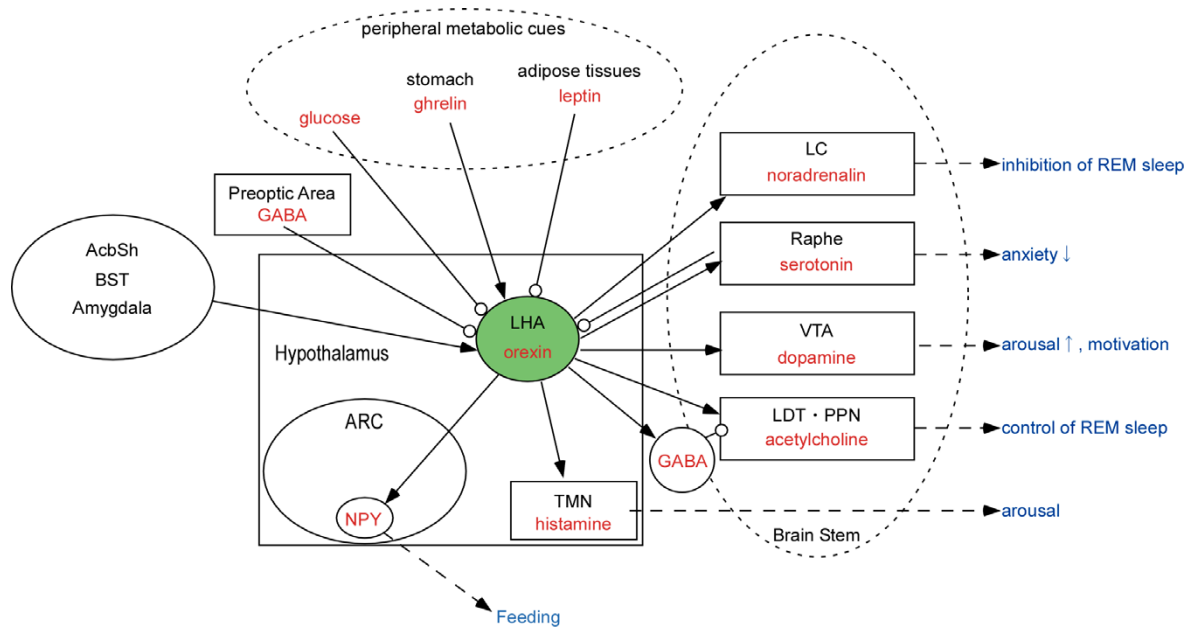 peripheral metabolic cues
stomach
ghrelin
adipose tissues
leptin
glucose
Preoptic Area
GABA
AcbSh
BST
Amygdala
Hypothalamus
LHA
orexin
ARC
NPY
TMN
histamine
GABA
LC
noradrenalin
Raphe
serotonin
VTA
dopamine
LDT・PPN
acetylcholine
Brain Stem
inhibition of REM sleep
anxiety ↓
arousal ↑ , motivation
control of REM sleep
arousal
Feeding